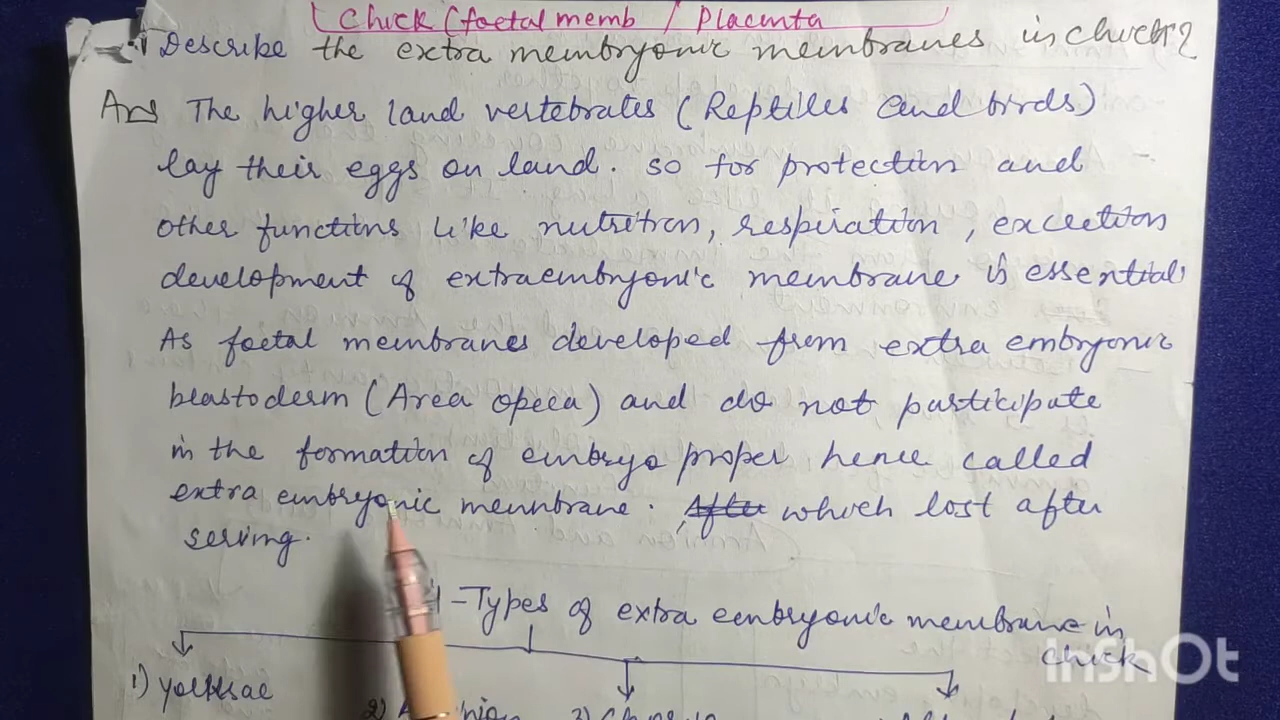 Chick (foetal memb / Placenta
Describe the extra membryonic membranes in chick?
Ans The higher land vertebrates (Reptiles and birds)
lay their eggs on land. so for protection and
other functions like nutrition, respiration, excretion
development of extraembryonic membrane is essential
As foetal membranes developed from extra embryonic
blastoderm (Area opeca) and do not participate
in the formation of embryo proper hence called
extra embryonic membrane. After which lost after
serving.
4-Types of extra embryonic membrane in
chick
1) yolksac
2)
3)
InShOt